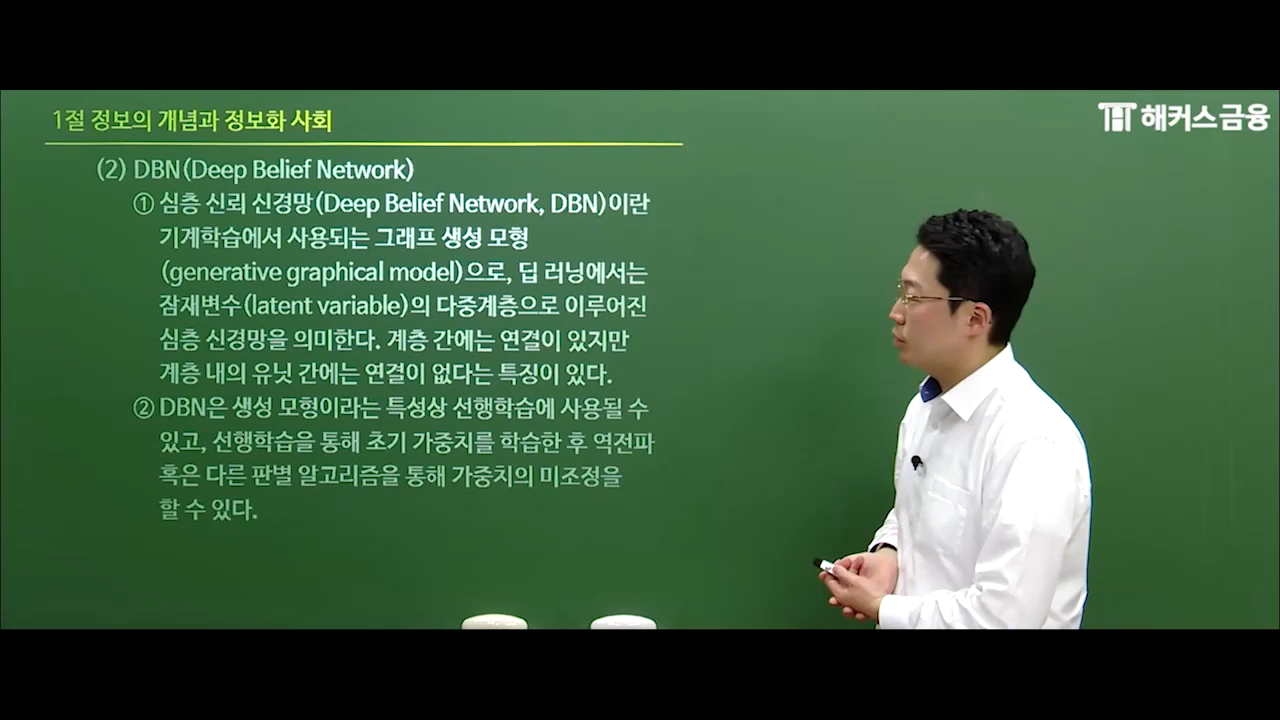 1절 정보의 개념과 정보화 사회
해커스금융
(2) DBN(Deep Belief Network)
① 심층 신뢰 신경망(Deep Belief Network, DBN)이란
기계학습에서 사용되는 그래프 생성 모형
(generative graphical model)으로, 딥 러닝에서는
잠재변수(latent variable)의 다중계층으로 이루어진
심층 신경망을 의미한다. 계층 간에는 연결이 있지만
계층 내의 유닛 간에는 연결이 없다는 특징이 있다.
② DBN은 생성 모형이라는 특성상 선행학습에 사용될 수
있고, 선행학습을 통해 초기 가중치를 학습한 후 역전파
혹은 다른 판별 알고리즘을 통해 가중치의 미조정을
할 수 있다.